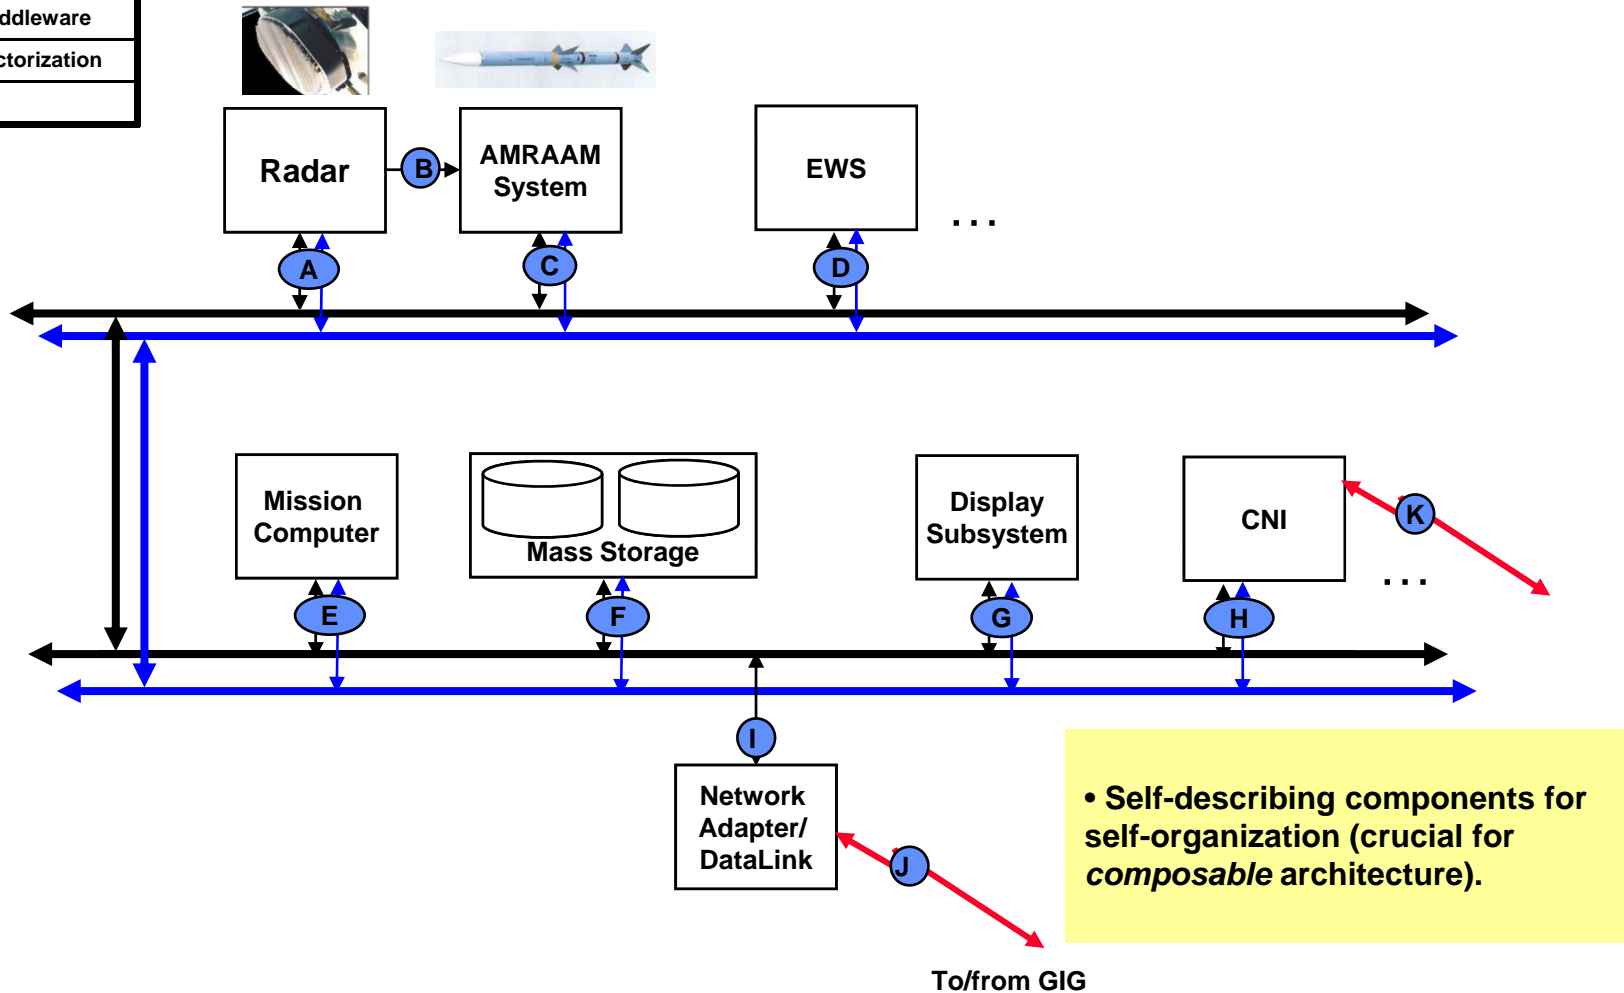 ddleware
ctorization
Radar
B
AMRAAM
System
EWS
...
A
C
D
Mission
Computer
Mass Storage
Display
Subsystem
CNI
K
...
E
F
G
H
I
Network
Adapter/
DataLink
J
• Self-describing components for
self-organization (crucial for
composable architecture).
To/from GIG